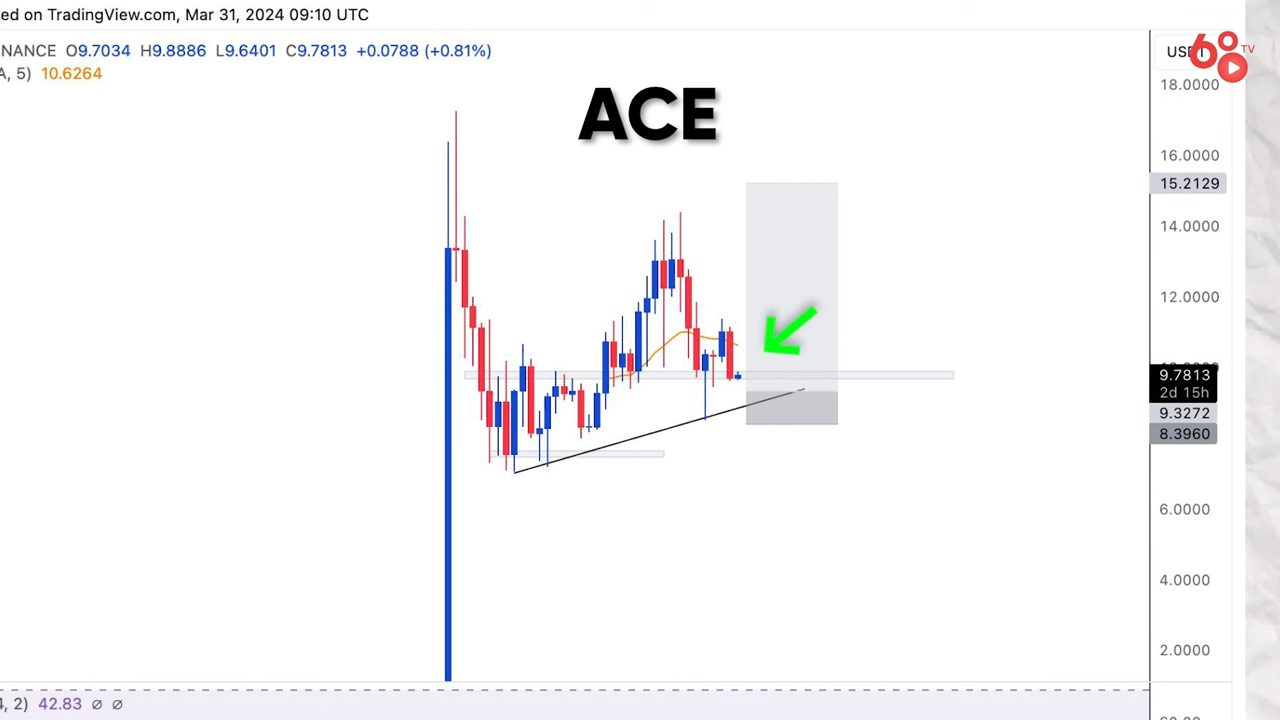 ed on TradingView.com, Mar 31, 2024 09:10 UTC
NANCE O9.7034 H9.8886 L9.6401 C9.7813 +0.0788 (+0.81%)
A, 5) 10.6264
ACE
USDT
60 TV
18.0000
16.0000
15.2129
14.0000
12.0000
9.7813
2d 15h
9.3272
8.3960
6.0000
4.0000
2.0000
4, 2) 42.83 ∅ ∅